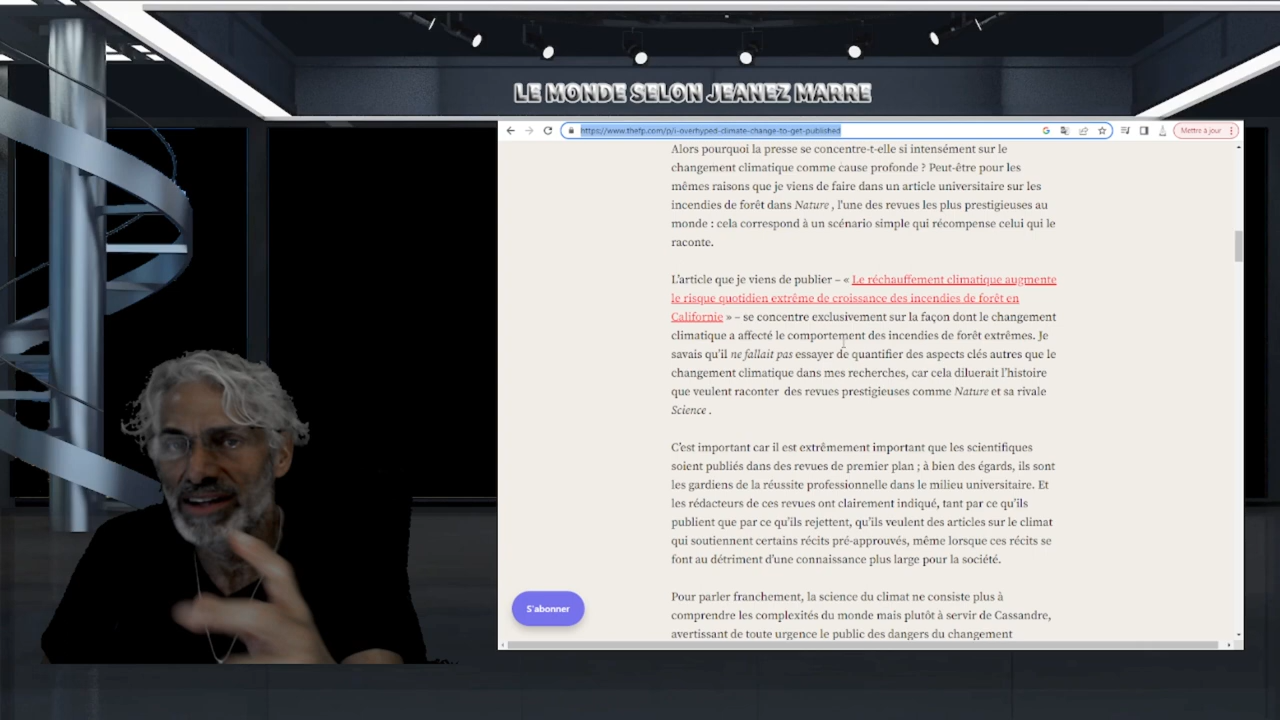 LE MONDE SELON JEANEZ MARRE
https://www.thefp.com/p/i-overhyped-climate-change-to-get-published
Mettre à jour
Alors pourquoi la presse se concentre-t-elle si intensément sur le
changement climatique comme cause profonde ? Peut-être pour les
mêmes raisons que je viens de faire dans un article universitaire sur les
incendies de forêt dans Nature , l'une des revues les plus prestigieuses au
monde : cela correspond à un scénario simple qui récompense celui qui le
raconte.
L'article que je viens de publier – « Le réchauffement climatique augmente
le risque quotidien extrême de croissance des incendies de forêt en
Californie » – se concentre exclusivement sur la façon dont le changement
climatique a affecté le comportement des incendies de forêt extrêmes. Je
savais qu'il ne fallait pas essayer de quantifier des aspects clés autres que le
changement climatique dans mes recherches, car cela diluerait l'histoire
que veulent raconter des revues prestigieuses comme Nature et sa rivale
Science .
C'est important car il est extrêmement important que les scientifiques
soient publiés dans des revues de premier plan ; à bien des égards, ils sont
les gardiens de la réussite professionnelle dans le milieu universitaire. Et
les rédacteurs de ces revues ont clairement indiqué, tant par ce qu'ils
publient que par ce qu'ils rejettent, qu'ils veulent des articles sur le climat
qui soutiennent certains récits pré-approuvés, même lorsque ces récits se
font au détriment d'une connaissance plus large pour la société.
Pour parler franchement, la science du climat ne consiste plus à
comprendre les complexités du monde mais plutôt à servir de Cassandre,
avertissant de toute urgence le public des dangers du changement
S'abonner